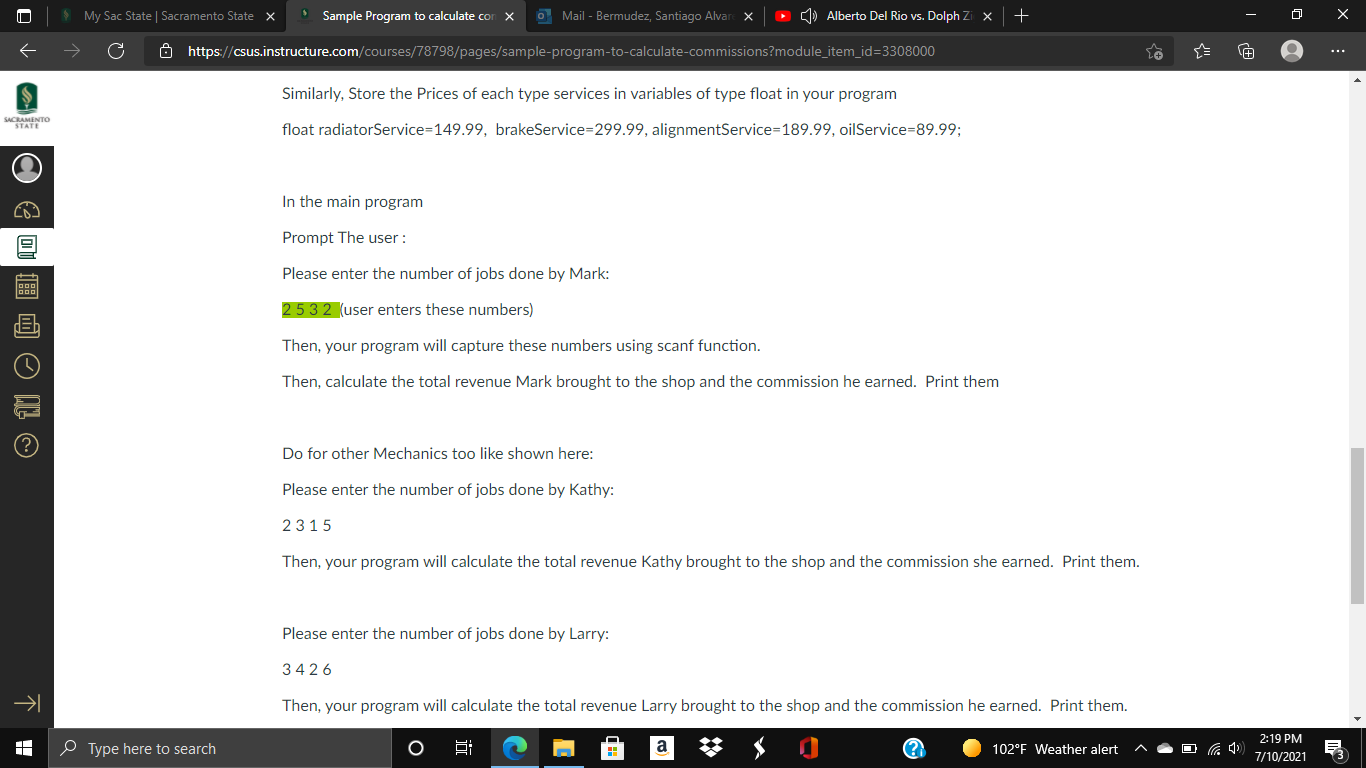 My Sac State | Sacramento State
Sample Program to calculate con
Mail - Bermudez, Santiago Alvar
Alberto Del Rio vs. Dolph Zi
https://csus.instructure.com/courses/78798/pages/sample-program-to-calculate-commissions?module_item_id=3308000
SACRAMENTO
STATE
Similarly, Store the Prices of each type services in variables of type float in your program
float radiatorService=149.99, brakeService=299.99, alignmentService=189.99, oilService=89.99;
In the main program
Prompt The user :
Please enter the number of jobs done by Mark:
2 5 3 2 (user enters these numbers)
Then, your program will capture these numbers using scanf function.
Then, calculate the total revenue Mark brought to the shop and the commission he earned. Print them
Do for other Mechanics too like shown here:
Please enter the number of jobs done by Kathy:
2 3 1 5
Then, your program will calculate the total revenue Kathy brought to the shop and the commission she earned. Print them.
Please enter the number of jobs done by Larry:
3 4 2 6
Then, your program will calculate the total revenue Larry brought to the shop and the commission he earned. Print them.
Type here to search
102°F Weather alert
2:19 PM
7/10/2021
3